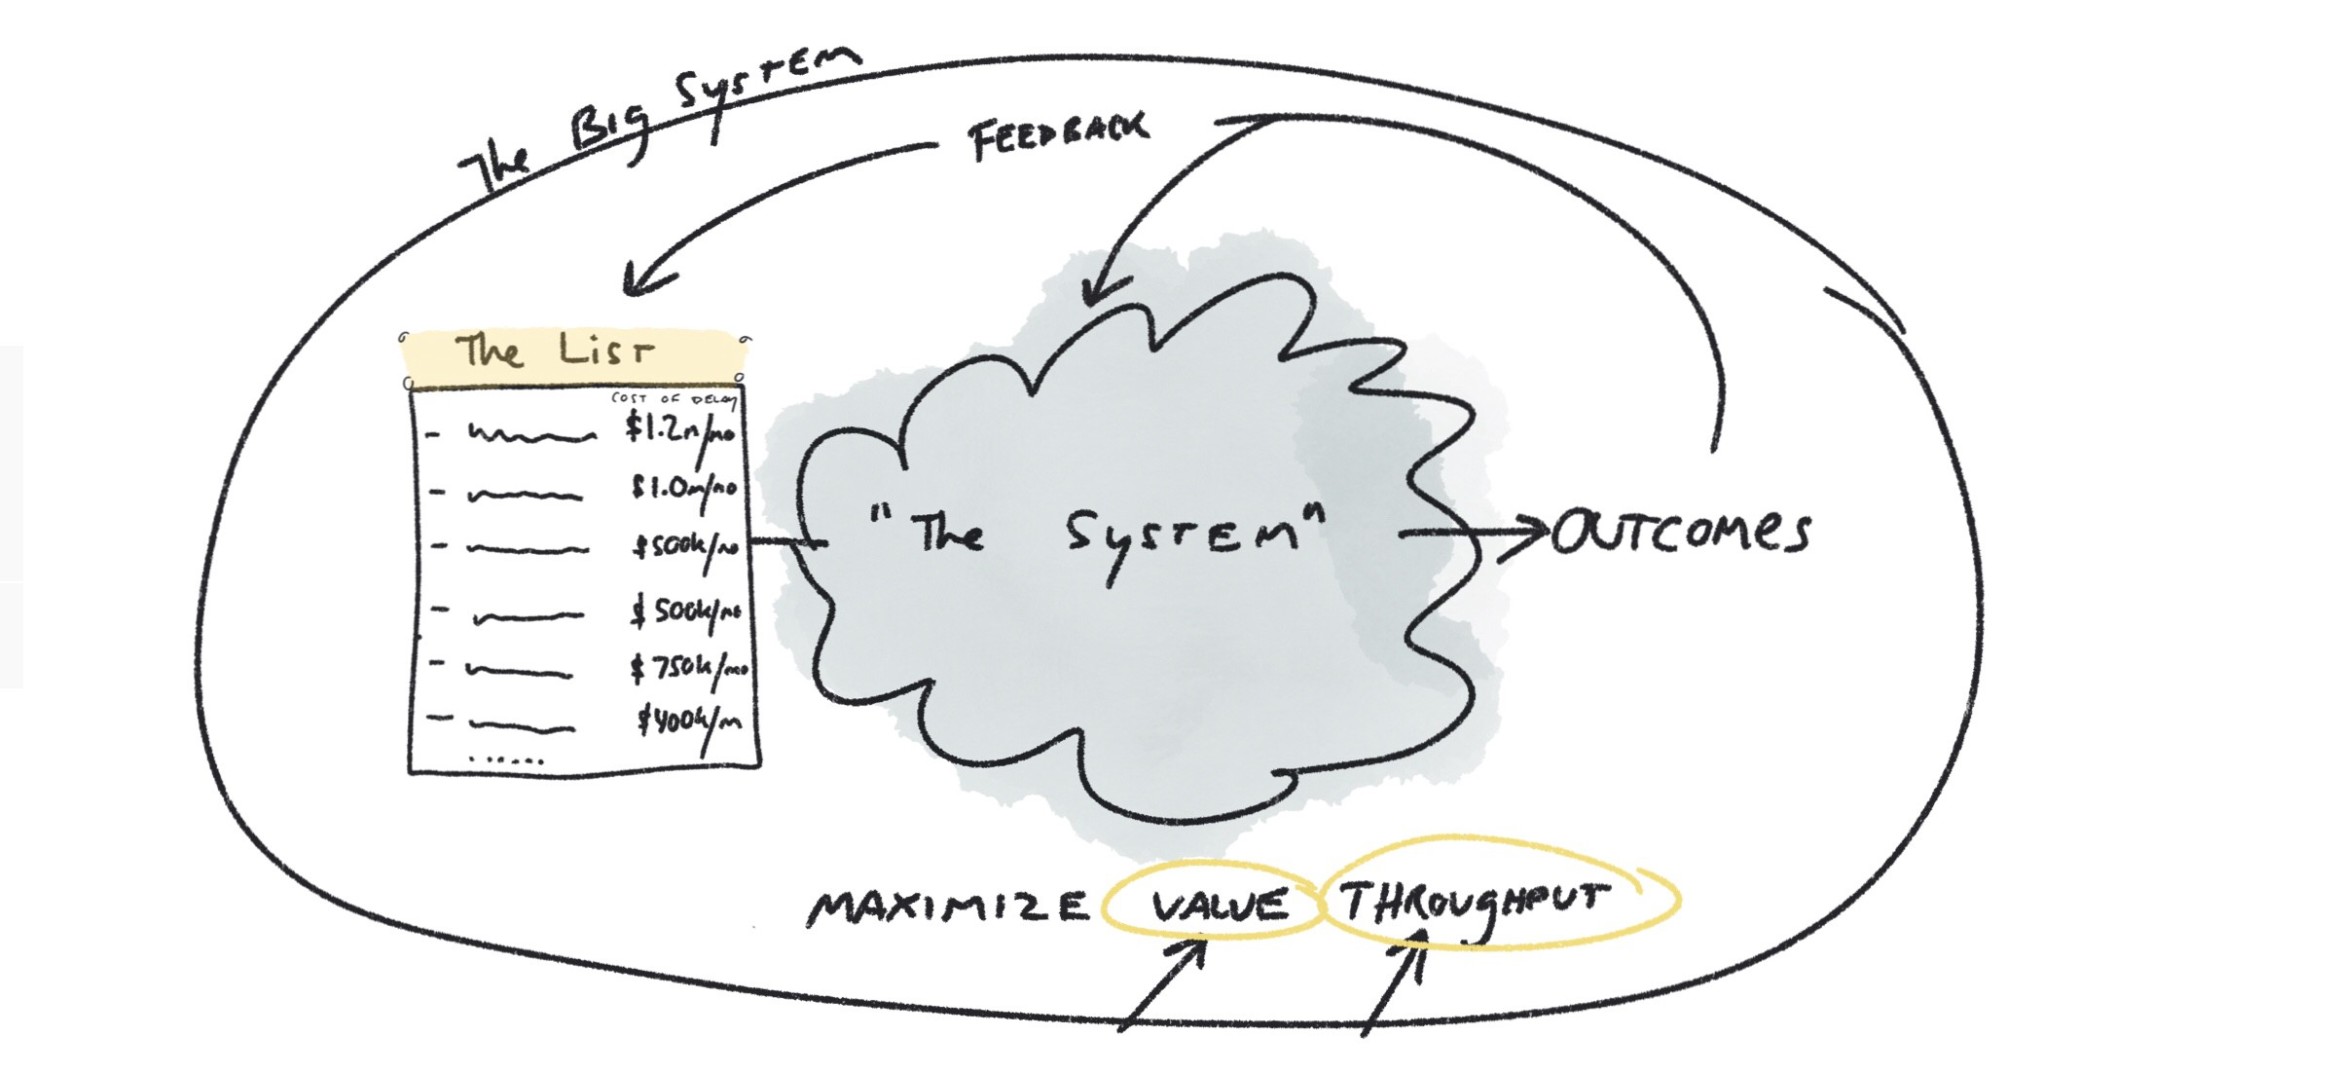 The Big System
FEEDBACK
The List
COST OF DELAY
- $1.2m/mo
- $1.0m/mo
- $500k/mo
- $500k/mo
- $750k/mo
- $400k/m
......
"The System"
OUTCOMES
MAXIMIZE VALUE THROUGHPUT